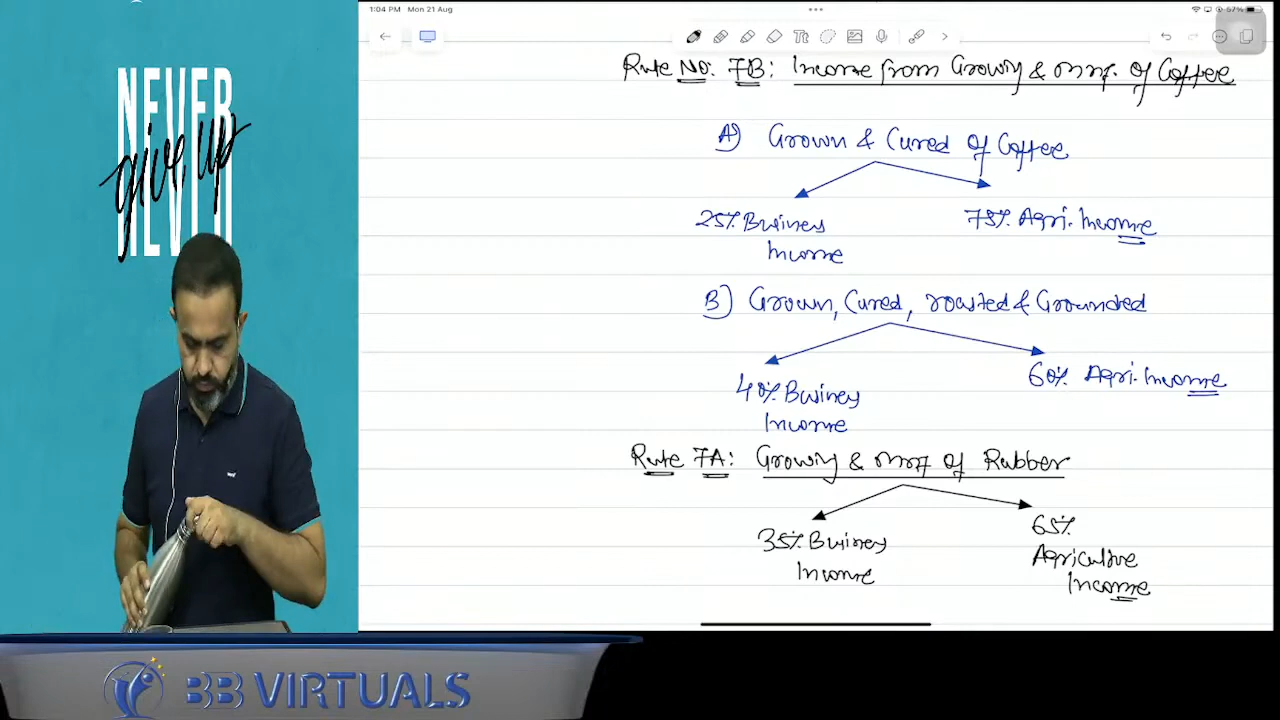 1:04 PM Mon 21 Aug
57%
NEVER
give up
NEVER
Rule No. 7B: Income from Growing & Mnf. of Coffee
A) Grown & Cured of Coffee
25% Business Income
75% Agri. Income
B) Grown, Cured, roasted & Grounded
40% Business Income
60% Agri. Income
Rule 7A: Growing & Mnf of Rubber
35% Business Income
65% Agriculture Income
BB VIRTUALS